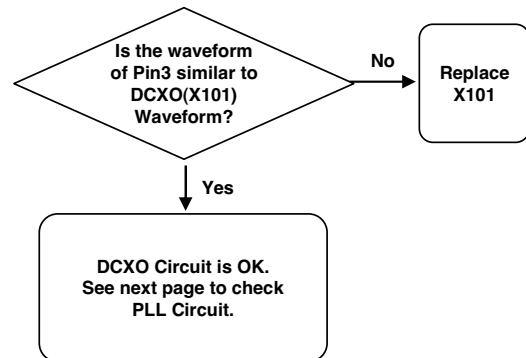 Is the waveform
of Pin3 similar to
DCXO(X101)
Waveform?
No
Replace
X101
Yes
DCXO Circuit is OK.
See next page to check
PLL Circuit.